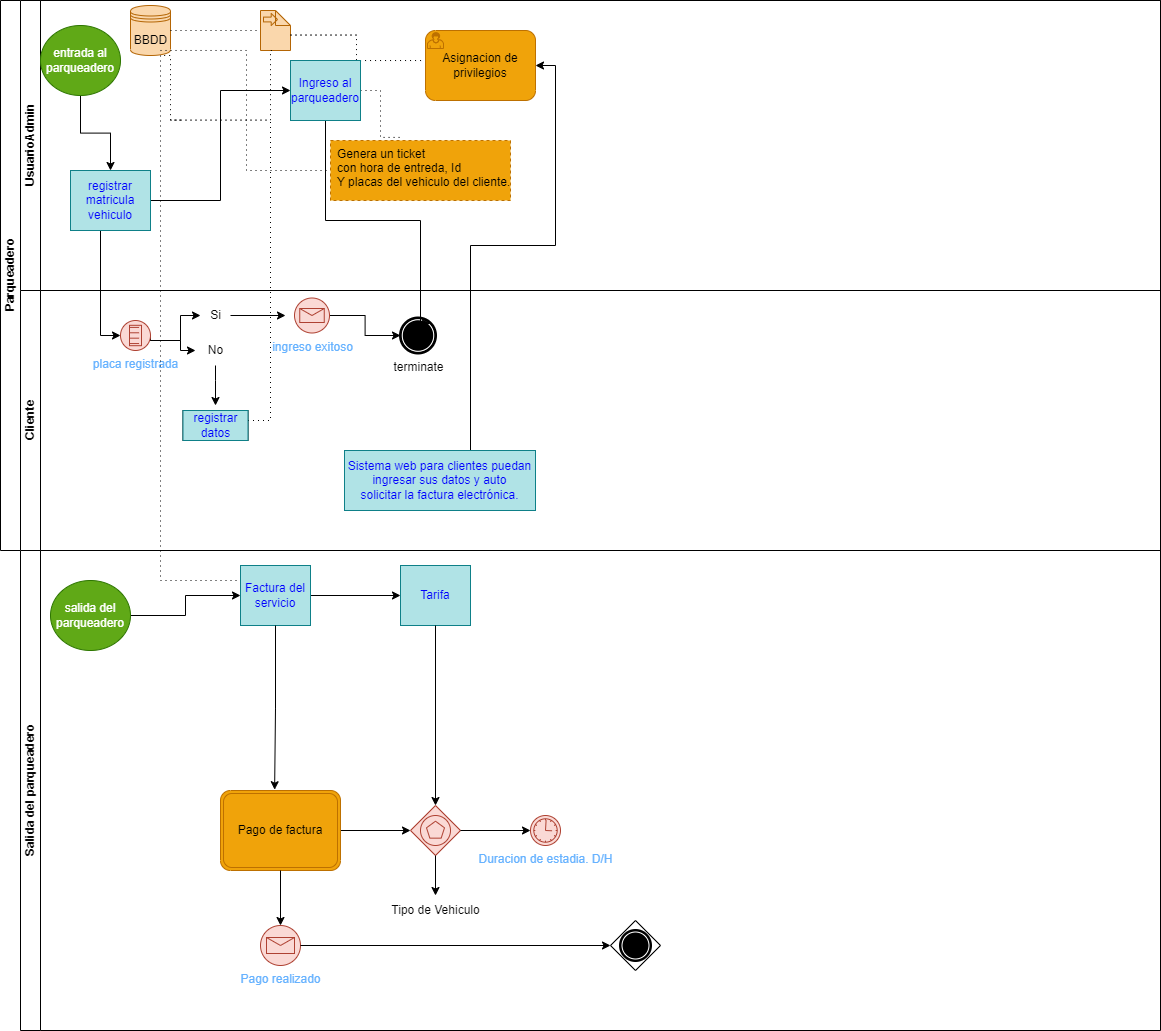 Parqueadero
UsuarioAdmin
entrada al
parqueadero
BBDD
Ingreso al
parqueadero
Asignacion de
privilegios
Genera un ticket
con hora de entreda, Id
Y placas del vehiculo del cliente.
registrar
matricula
vehiculo
Cliente
placa registrada
Si
No
ingreso exitoso
terminate
registrar
datos
Sistema web para clientes puedan
ingresar sus datos y auto
solicitar la factura electrónica.
Salida del parqueadero
salida del
parqueadero
Factura del
servicio
Tarifa
Pago de factura
Duracion de estadia. D/H
Tipo de Vehiculo
Pago realizado